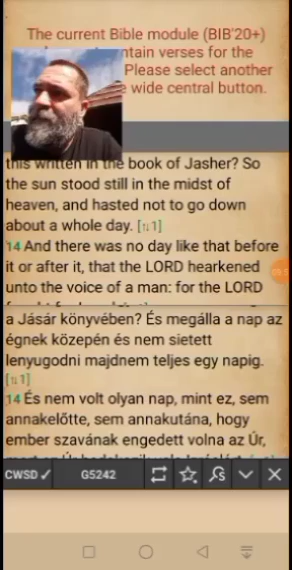 The current Bible module (BIB'20+)
ntain verses for the
Please select another
wide central button.
this written in the book of Jasher? So
the sun stood still in the midst of
heaven, and hasted not to go down
about a whole day. [↑↓1]
14 And there was no day like that before
it or after it, that the LORD hearkened
unto the voice of a man: for the LORD
a Jásár könyvében? És megálla a nap az
égnek közepén és nem sietett
lenyugodni majdnem teljes egy napig.
[↑↓1]
14 És nem volt olyan nap, mint ez, sem
annakelőtte, sem annakutána, hogy
ember szavának engedett volna az Úr,
CWSD ✓ G5242